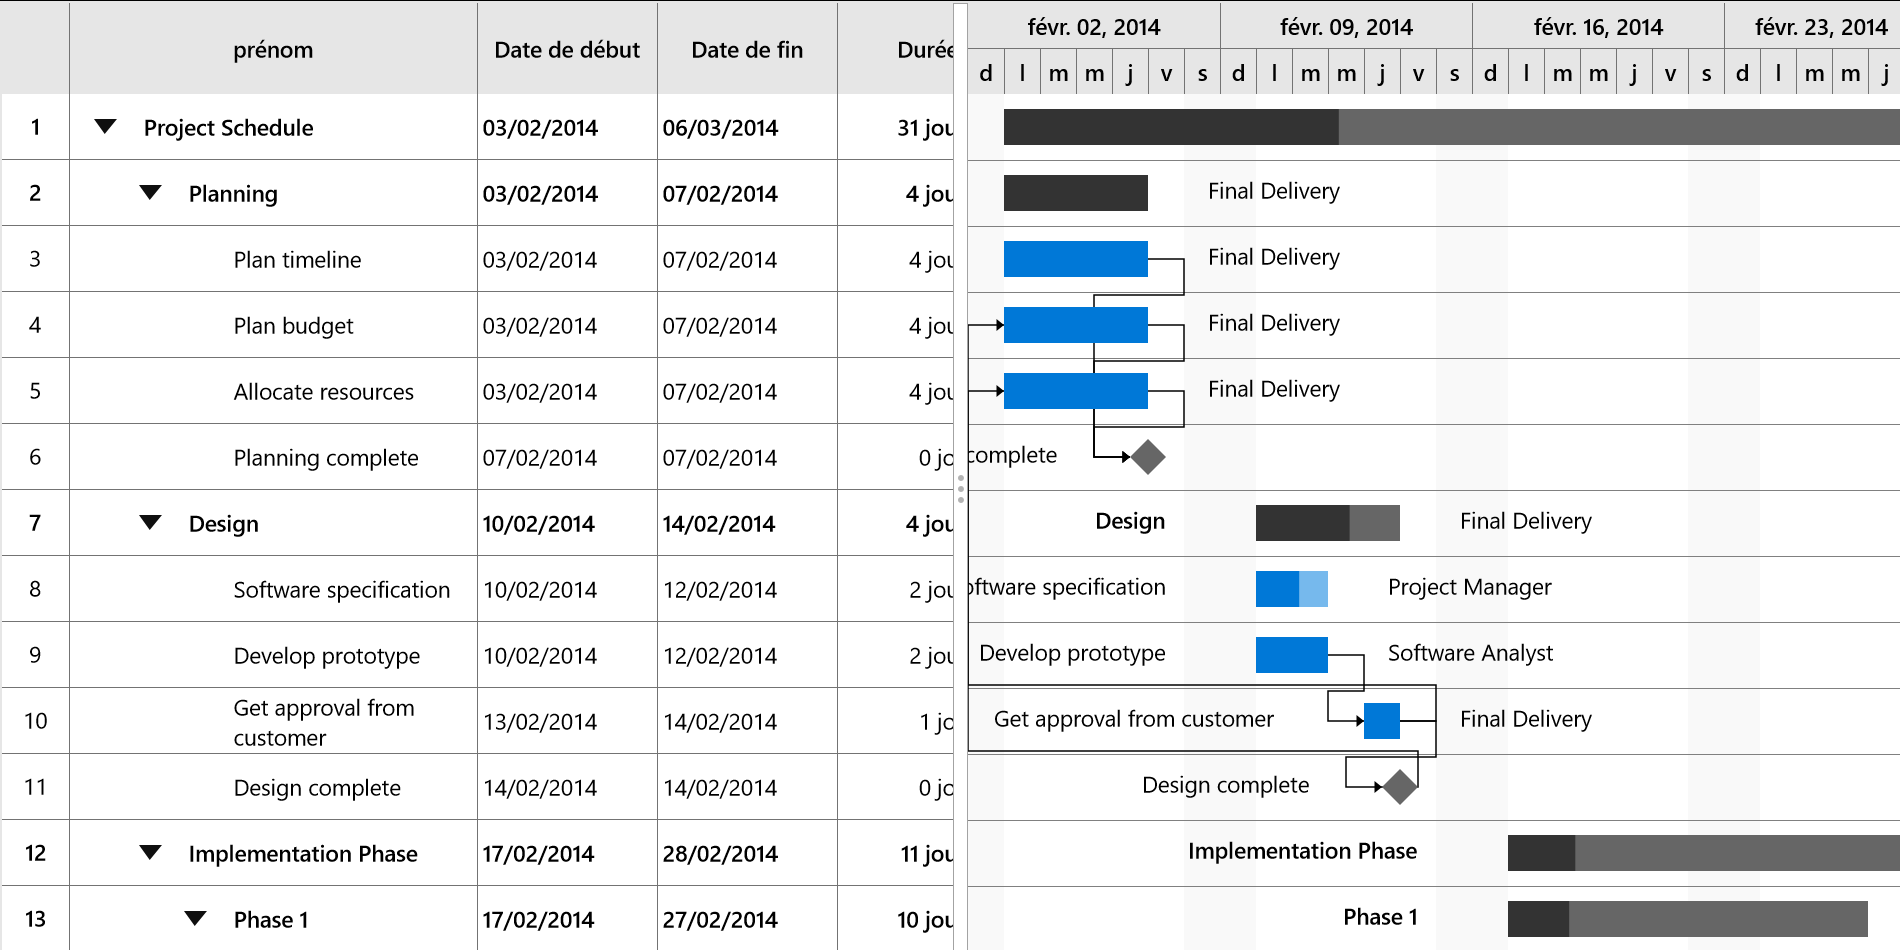 prénom Date de début Date de fin Durée
févr. 02, 2014 févr. 09, 2014 févr. 16, 2014 févr. 23, 2014
d l m m j v s d l m m j v s d l m m j v s d l m m j
1 Project Schedule 03/02/2014 06/03/2014 31 jou
2 Planning 03/02/2014 07/02/2014 4 jou Final Delivery
3 Plan timeline 03/02/2014 07/02/2014 4 jou Final Delivery
4 Plan budget 03/02/2014 07/02/2014 4 jou Final Delivery
5 Allocate resources 03/02/2014 07/02/2014 4 jou Final Delivery
6 Planning complete 07/02/2014 07/02/2014 0 jo complete
7 Design 10/02/2014 14/02/2014 4 jou Design Final Delivery
8 Software specification 10/02/2014 12/02/2014 2 jou oftware specification Project Manager
9 Develop prototype 10/02/2014 12/02/2014 2 jou Develop prototype Software Analyst
10 Get approval from
customer 13/02/2014 14/02/2014 1 jo Get approval from customer Final Delivery
11 Design complete 14/02/2014 14/02/2014 0 jo Design complete
12 Implementation Phase 17/02/2014 28/02/2014 11 jou Implementation Phase
13 Phase 1 17/02/2014 27/02/2014 10 jou Phase 1